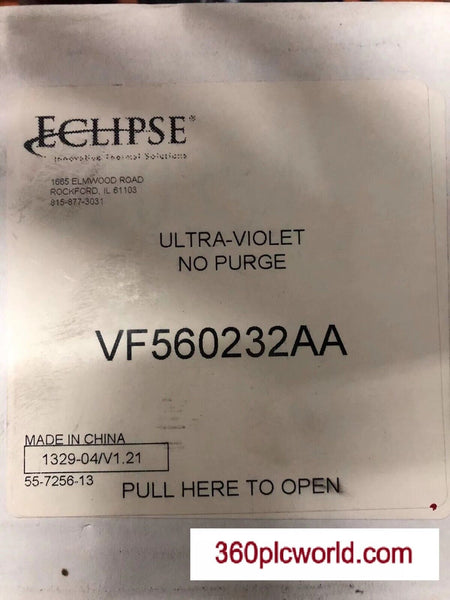 ECLIPSE®
Innovative Thermal Solutions
1665 ELMWOOD ROAD
ROCKFORD, IL 61103
815-877-3031
ULTRA-VIOLET
NO PURGE
VF560232AA
MADE IN CHINA
1329-04/V1.21
55-7256-13
PULL HERE TO OPEN
360plcworld.com